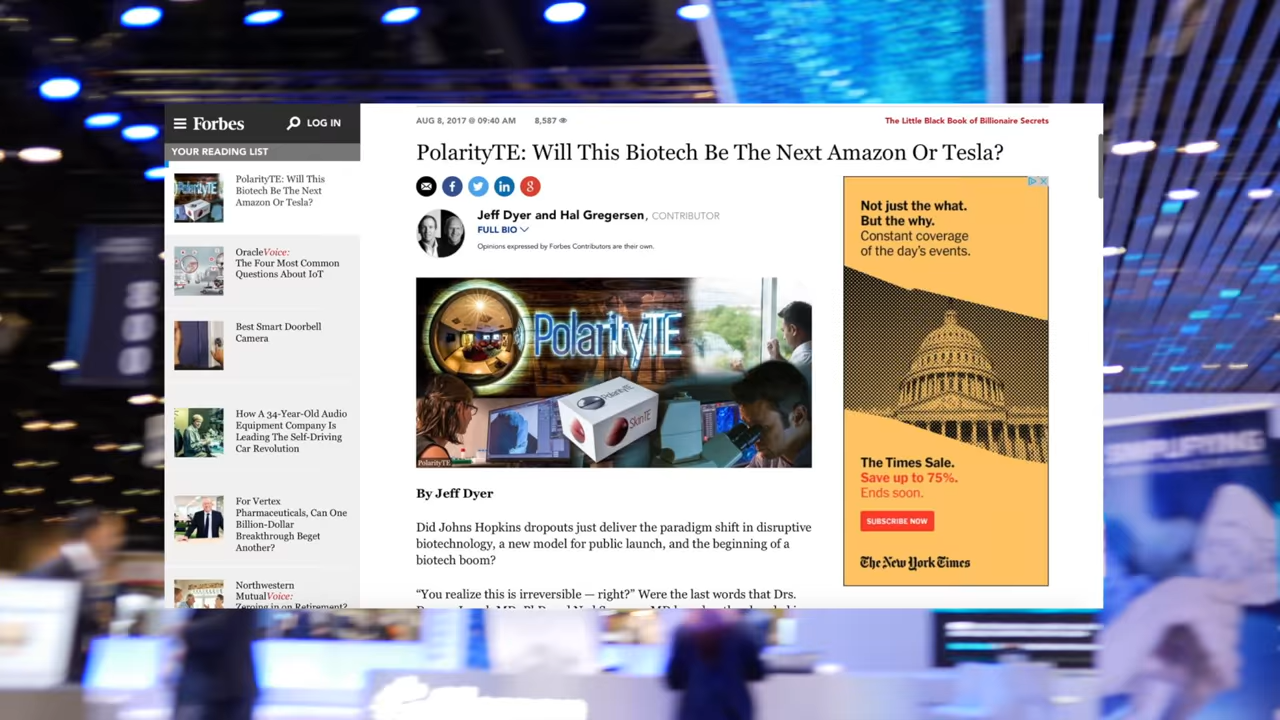 Forbes
LOG IN
YOUR READING LIST
PolarityTE: Will This
Biotech Be The Next
Amazon Or Tesla?
OracleVoice:
The Four Most Common
Questions About IoT
Best Smart Doorbell
Camera
How A 34-Year-Old Audio
Equipment Company Is
Leading The Self-Driving
Car Revolution
For Vertex
Pharmaceuticals, Can One
Billion-Dollar
Breakthrough Beget
Another?
Northwestern
MutualVoice:
Zeroing in on Retirement?
AUG 8, 2017 @ 09:40 AM 8,587
The Little Black Book of Billionaire Secrets
PolarityTE: Will This Biotech Be The Next Amazon Or Tesla?
Jeff Dyer and Hal Gregersen, CONTRIBUTOR
FULL BIO
Opinions expressed by Forbes Contributors are their own.
PolarityTE
PolarityTE
SkinTE
PolarityTE
By Jeff Dyer
Did Johns Hopkins dropouts just deliver the paradigm shift in disruptive
biotechnology, a new model for public launch, and the beginning of a
biotech boom?
“You realize this is irreversible — right?” Were the last words that Drs.
Not just the what.
But the why.
Constant coverage
of the day's events.
The Times Sale.
Save up to 75%.
Ends soon.
SUBSCRIBE NOW
The New York Times